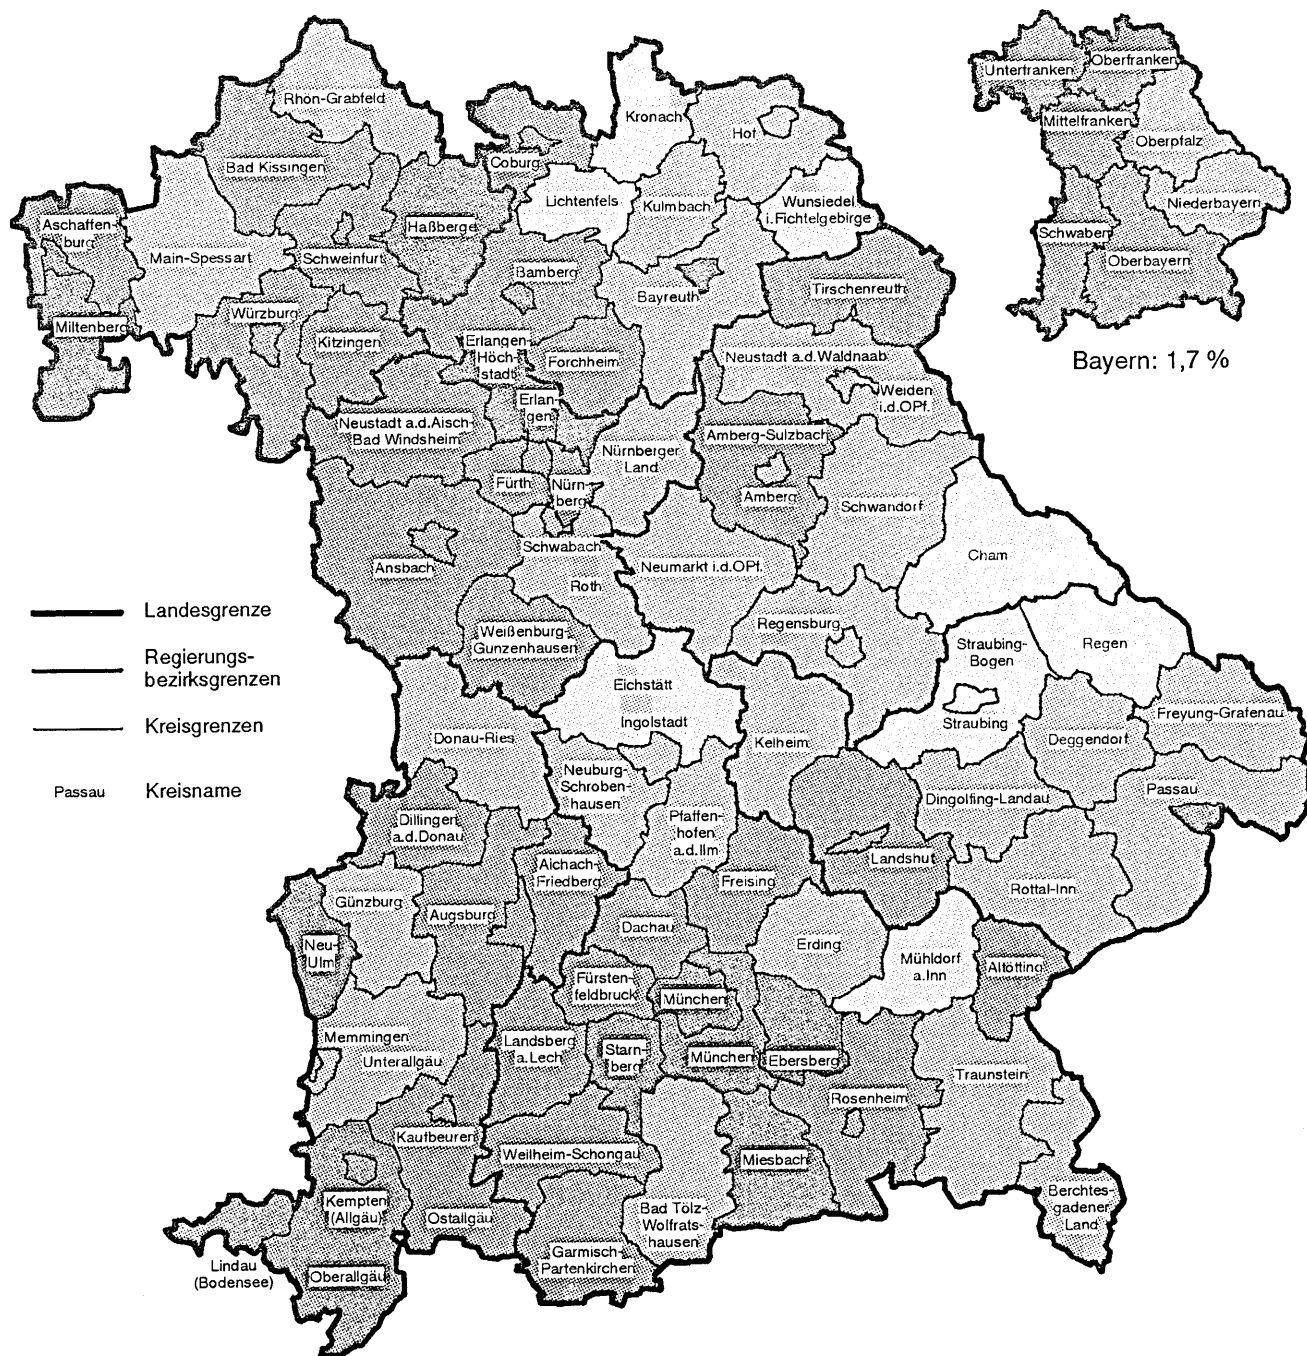 Rhön-Grabfeld
Kronach
Hof
Coburg
Bad Kissingen
Lichtenfels
Kulmbach
Wunsiedel
i.Fichtelgebirge
Aschaffen-
burg
Haßberge
Main-Spessart
Schweinfurt
Bamberg
Bayreuth
Tirschenreuth
Miltenberg
Würzburg
Kitzingen
Erlangen-
Höch-
stadt
Forchheim
Neustadt a.d.Waldnaab
Weiden
i.d.OPf.
Erlan-
gen
Neustadt a.d.Aisch-
Bad Windsheim
Nürnberger
Land
Amberg-Sulzbach
Fürth
Nürn-
berg
Amberg
Schwandorf
Schwabach
Cham
Ansbach
Neumarkt i.d.OPf.
Roth
Weißenburg-
Gunzenhausen
Regensburg
Straubing-
Bogen
Regen
Eichstätt
Ingolstadt
Straubing
Freyung-Grafenau
Donau-Ries
Kelheim
Deggendorf
Neuburg-
Schroben-
hausen
Dingolfing-Landau
Passau
Dillingen
a.d.Donau
Pfaffen-
hofen
a.d.Ilm
Landshut
Aichach-
Friedberg
Freising
Rottal-Inn
Günzburg
Augsburg
Dachau
Erding
Neu-
Ulm
Mühldorf
a.Inn
Altötting
Fürsten-
feldbruck
München
Memmingen
Unterallgäu
Landsberg
a.Lech
Starn-
berg
München
Ebersberg
Traunstein
Rosenheim
Kaufbeuren
Weilheim-Schongau
Miesbach
Kempten
(Allgäu)
Ostallgäu
Bad Tölz-
Wolfrats-
hausen
Berchtes-
gadener
Land
Lindau
(Bodensee)
Oberallgäu
Garmisch-
Partenkirchen
Unterfranken
Oberfranken
Mittelfranken
Oberpfalz
Niederbayern
Schwaben
Oberbayern
Bayern: 1,7 %
Landesgrenze
Regierungs-
bezirksgrenzen
Kreisgrenzen
Passau Kreisname